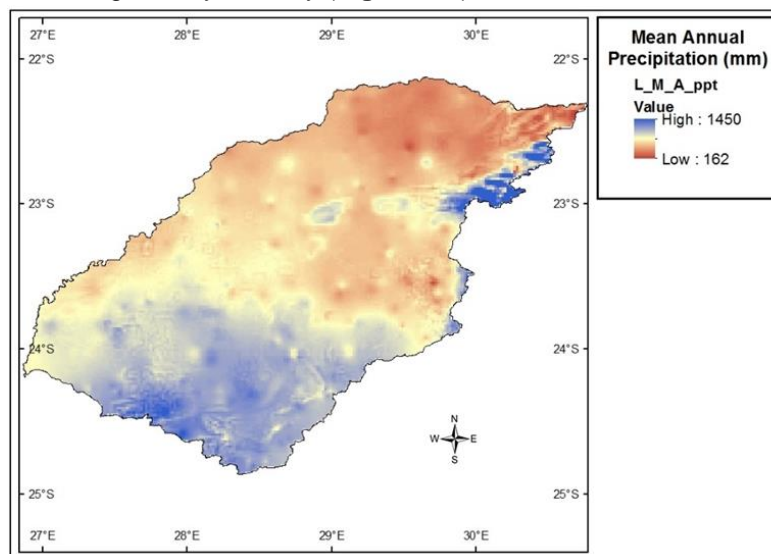 27°E 28°E 29°E 30°E
Mean Annual
Precipitation (mm)
L_M_A_ppt
Value
High : 1450
Low : 162
22°S 22°S
23°S 23°S
24°S 24°S
N
W E
S
25°S 25°S
27°E 28°E 29°E 30°E